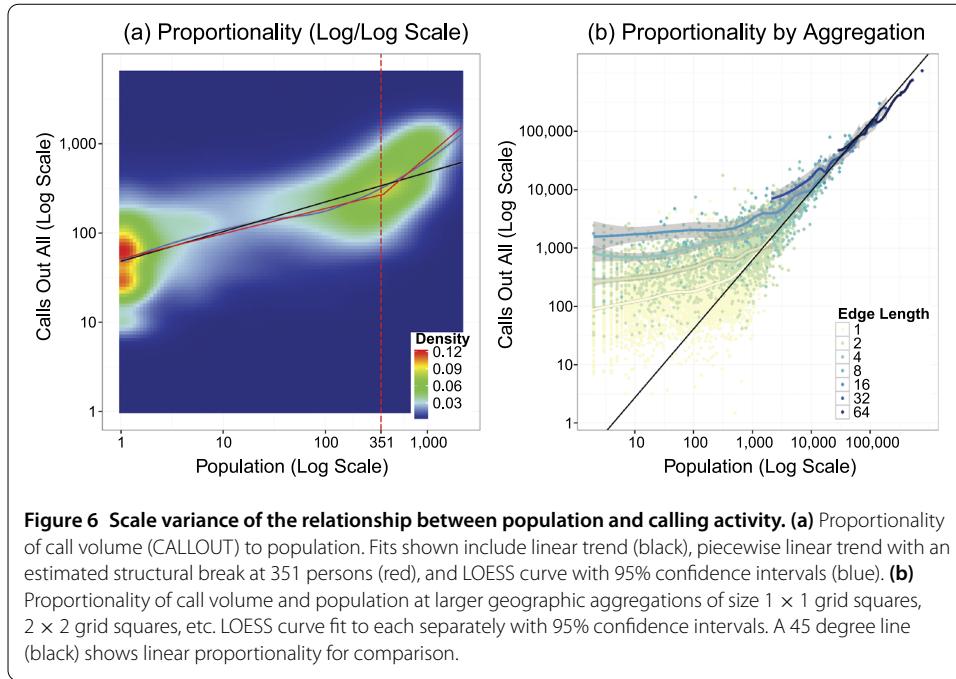 (a) Proportionality (Log/Log Scale)
Calls Out All (Log Scale)
1,000
100
10
1
Density
0.12
0.09
0.06
0.03
1
10
100
351
1,000
Population (Log Scale)
(b) Proportionality by Aggregation
Calls Out All (Log Scale)
100,000
10,000
1,000
100
10
1
Edge Length
1
2
4
8
16
32
64
10
100
1,000
10,000
100,000
Population (Log Scale)
Figure 6 Scale variance of the relationship between population and calling activity. (a) Proportionality
of call volume (CALLOUT) to population. Fits shown include linear trend (black), piecewise linear trend with an
estimated structural break at 351 persons (red), and LOESS curve with 95% confidence intervals (blue). (b)
Proportionality of call volume and population at larger geographic aggregations of size 1 × 1 grid squares,
2 × 2 grid squares, etc. LOESS curve fit to each separately with 95% confidence intervals. A 45 degree line
(black) shows linear proportionality for comparison.